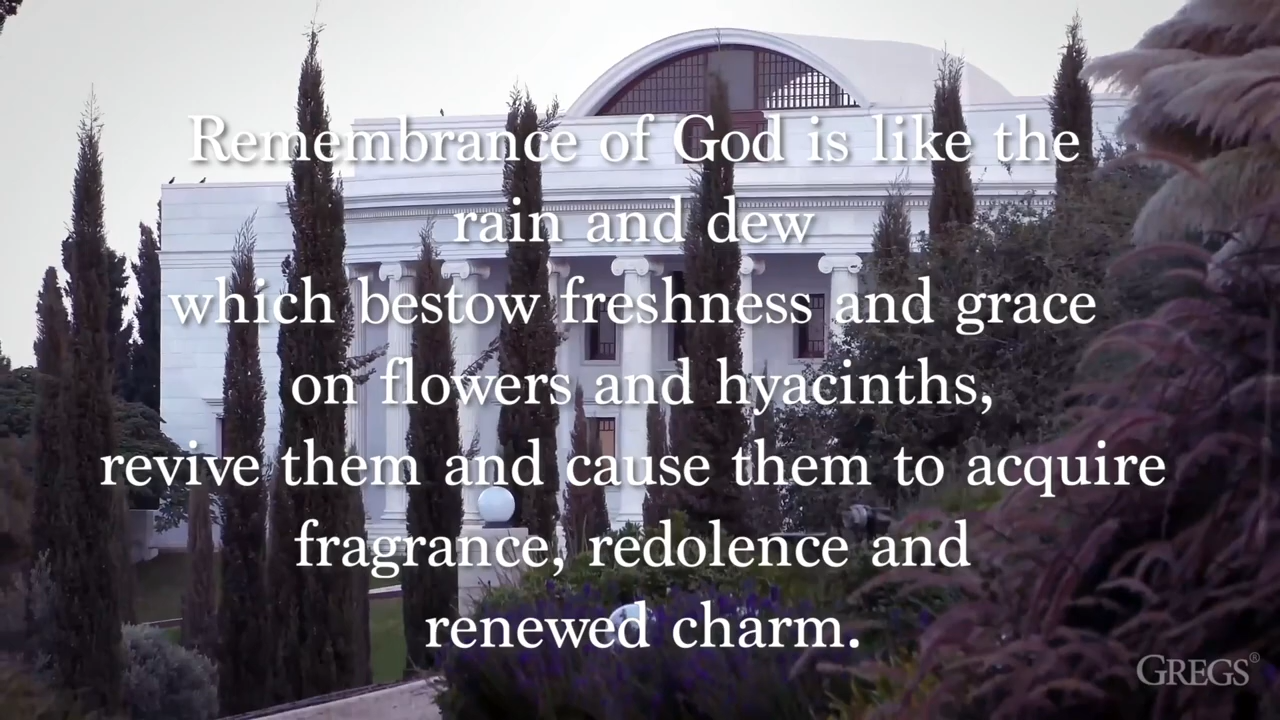 Remembrance of God is like the
rain and dew
which bestow freshness and grace
on flowers and hyacinths,
revive them and cause them to acquire
fragrance, redolence and
renewed charm.
GREGS®